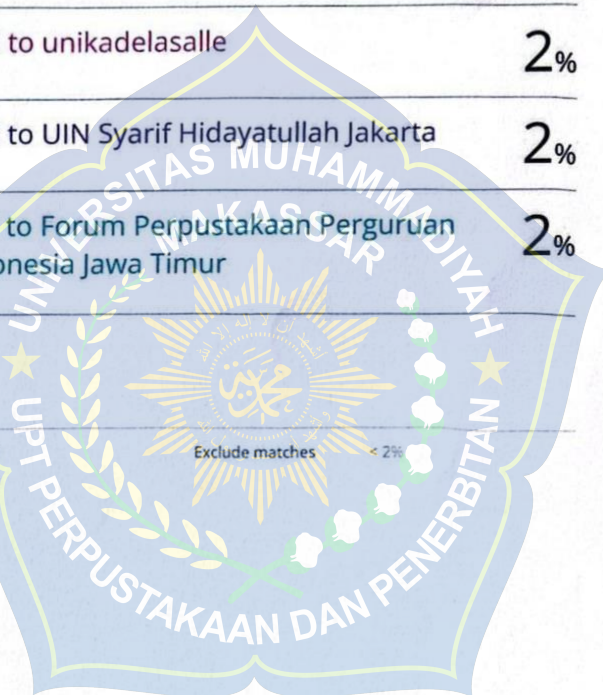 to unikadelasalle
2%
to UIN Syarif Hidayatullah Jakarta
2%
to Forum Perpustakaan Perguruan
2%
onesia Jawa Timur
Exclude matches < 2%
UNIVERSITAS MUHAMMADIYAH
MAKASSAR
UPT PERPUSTAKAAN DAN PENERBITAN